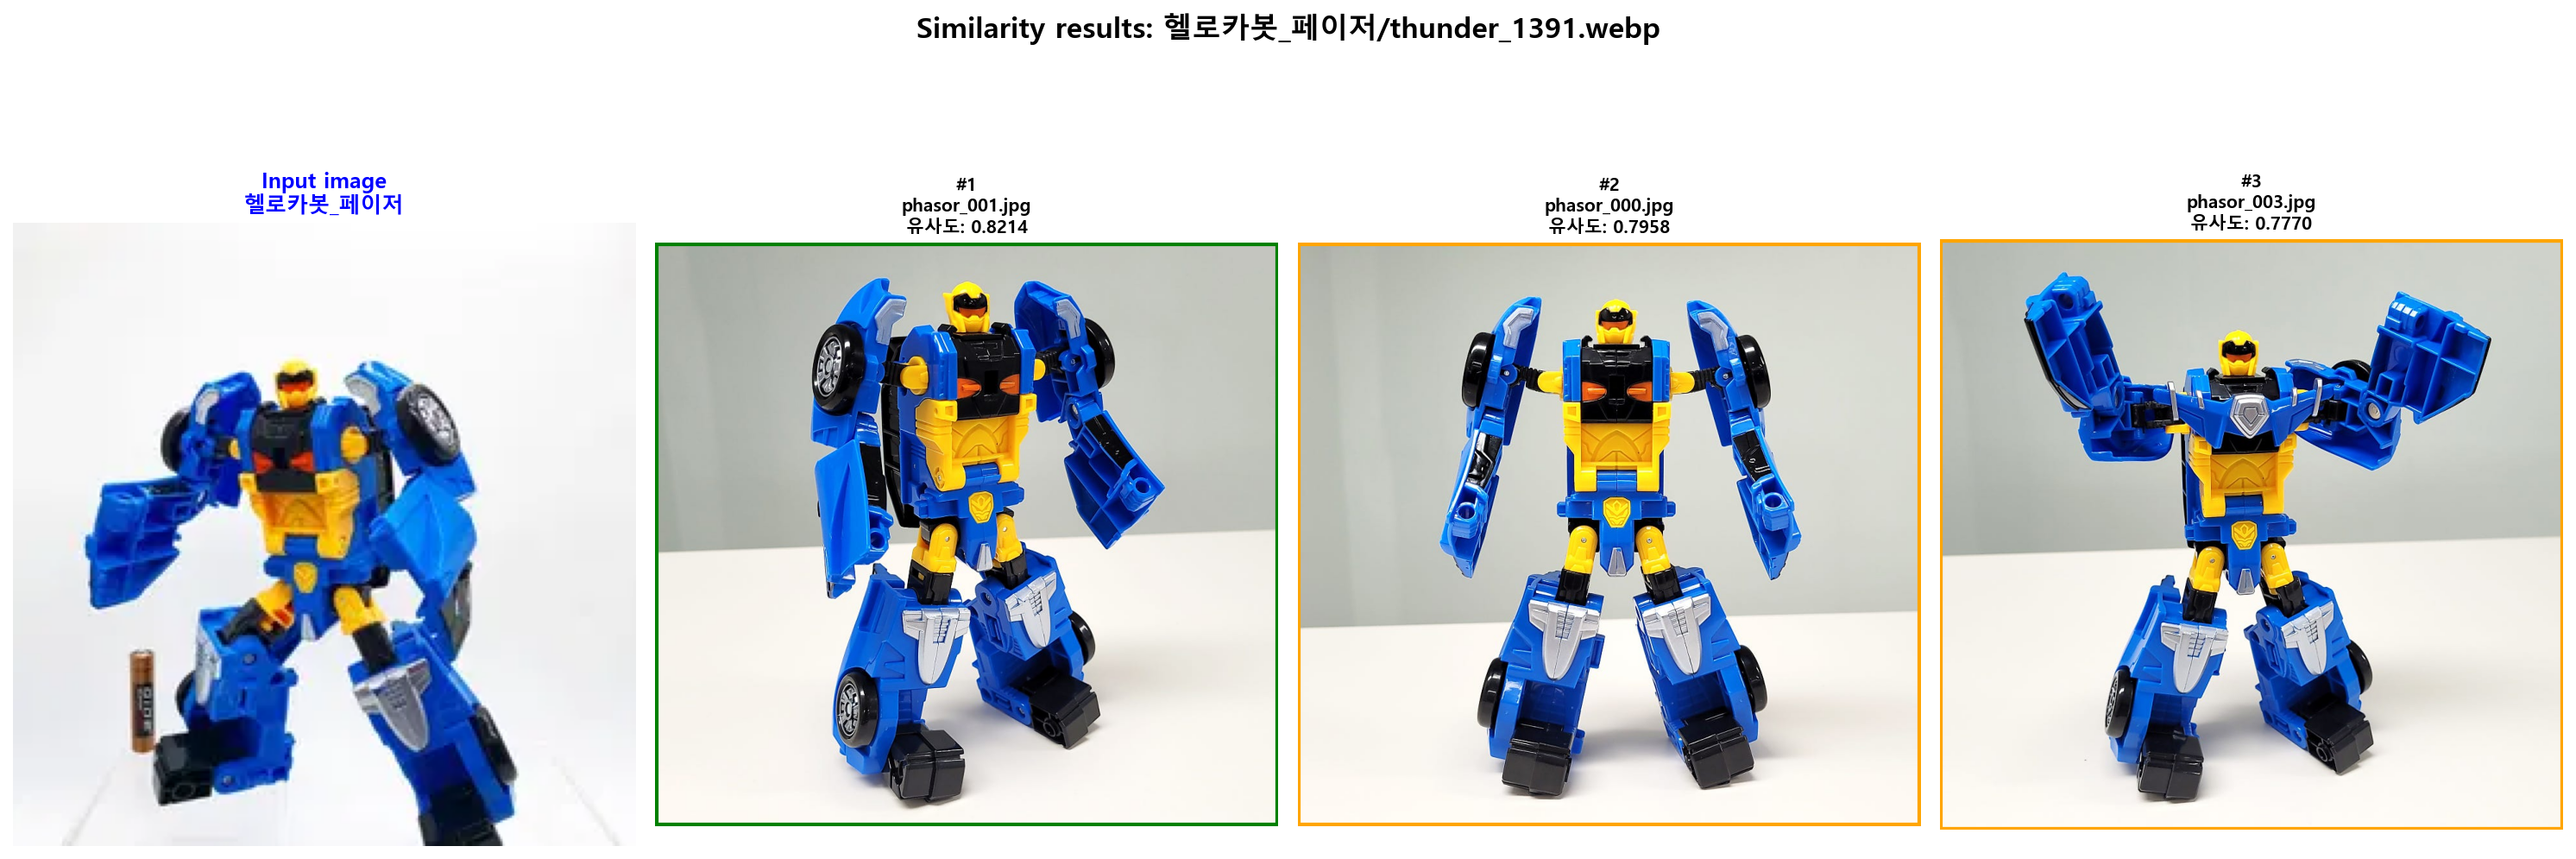 Similarity results: 헬로카봇_페이저/thunder_1391.webp
Input image
헬로카봇_페이저
#1
phasor_001.jpg
유사도: 0.8214
#2
phasor_000.jpg
유사도: 0.7958
#3
phasor_003.jpg
유사도: 0.7770